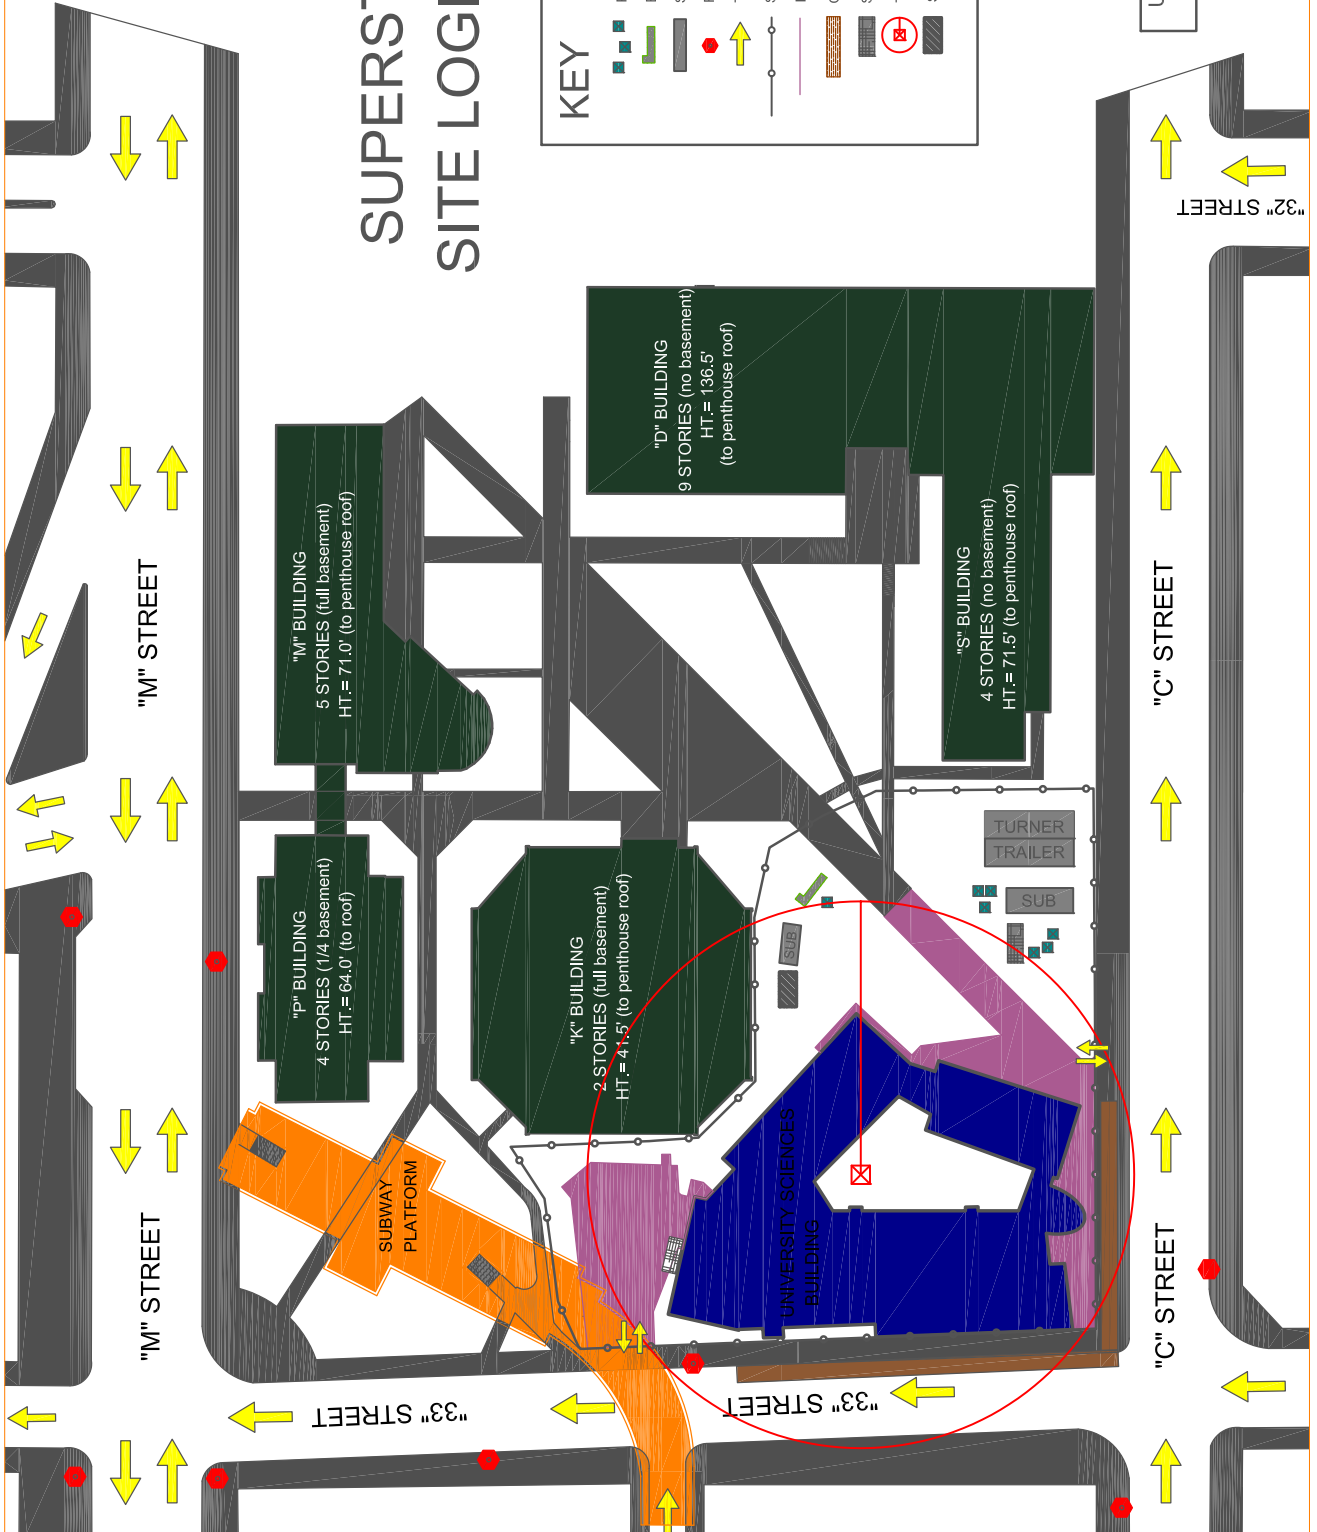 SUPERST
SITE LOGI
KEY
"M" STREET
"M" STREET
"32" STREET
"D" BUILDING
9 STORIES (no basement)
HT.= 136.5'
(to penthouse roof)
"M" BUILDING
5 STORIES (full basement)
HT.= 71.0' (to penthouse roof)
"S" BUILDING
4 STORIES (no basement)
HT.= 71.5' (to penthouse roof)
"C" STREET
"P" BUILDING
4 STORIES (1/4 basement)
HT.= 64.0' (to roof)
"K" BUILDING
2 STORIES (full basement)
HT.= 41.5' (to penthouse roof)
TURNER
TRAILER
SUB
SUB
SUBWAY
PLATFORM
UNIVERSITY SCIENCES
BUILDING
"C" STREET
"33" STREET
"33" STREET